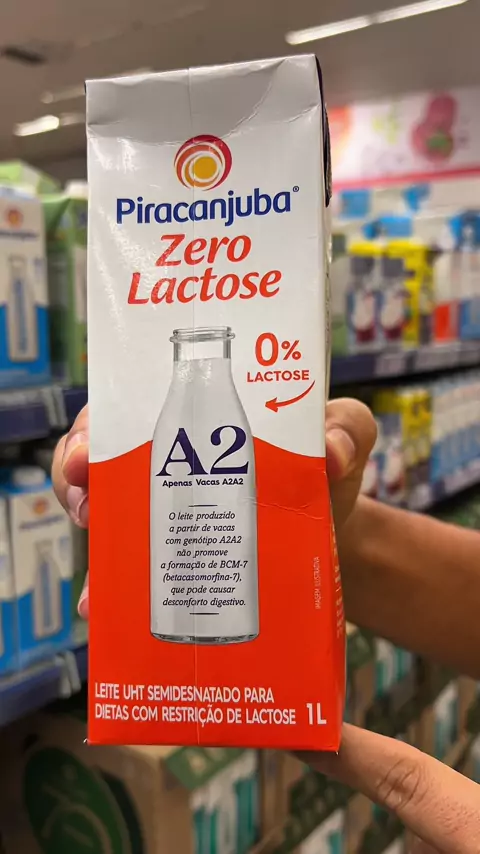 Piracanjuba®
Zero
Lactose
0%
LACTOSE
A2
Apenas Vacas A2A2
O leite produzido
a partir de vacas
com genótipo A2A2
não promove
a formação de BCM-7
(betacasomorfina-7),
que pode causar
desconforto digestivo.
IMAGEM ILUSTRATIVA
LEITE UHT SEMIDESNATADO PARA
DIETAS COM RESTRIÇÃO DE LACTOSE 1L